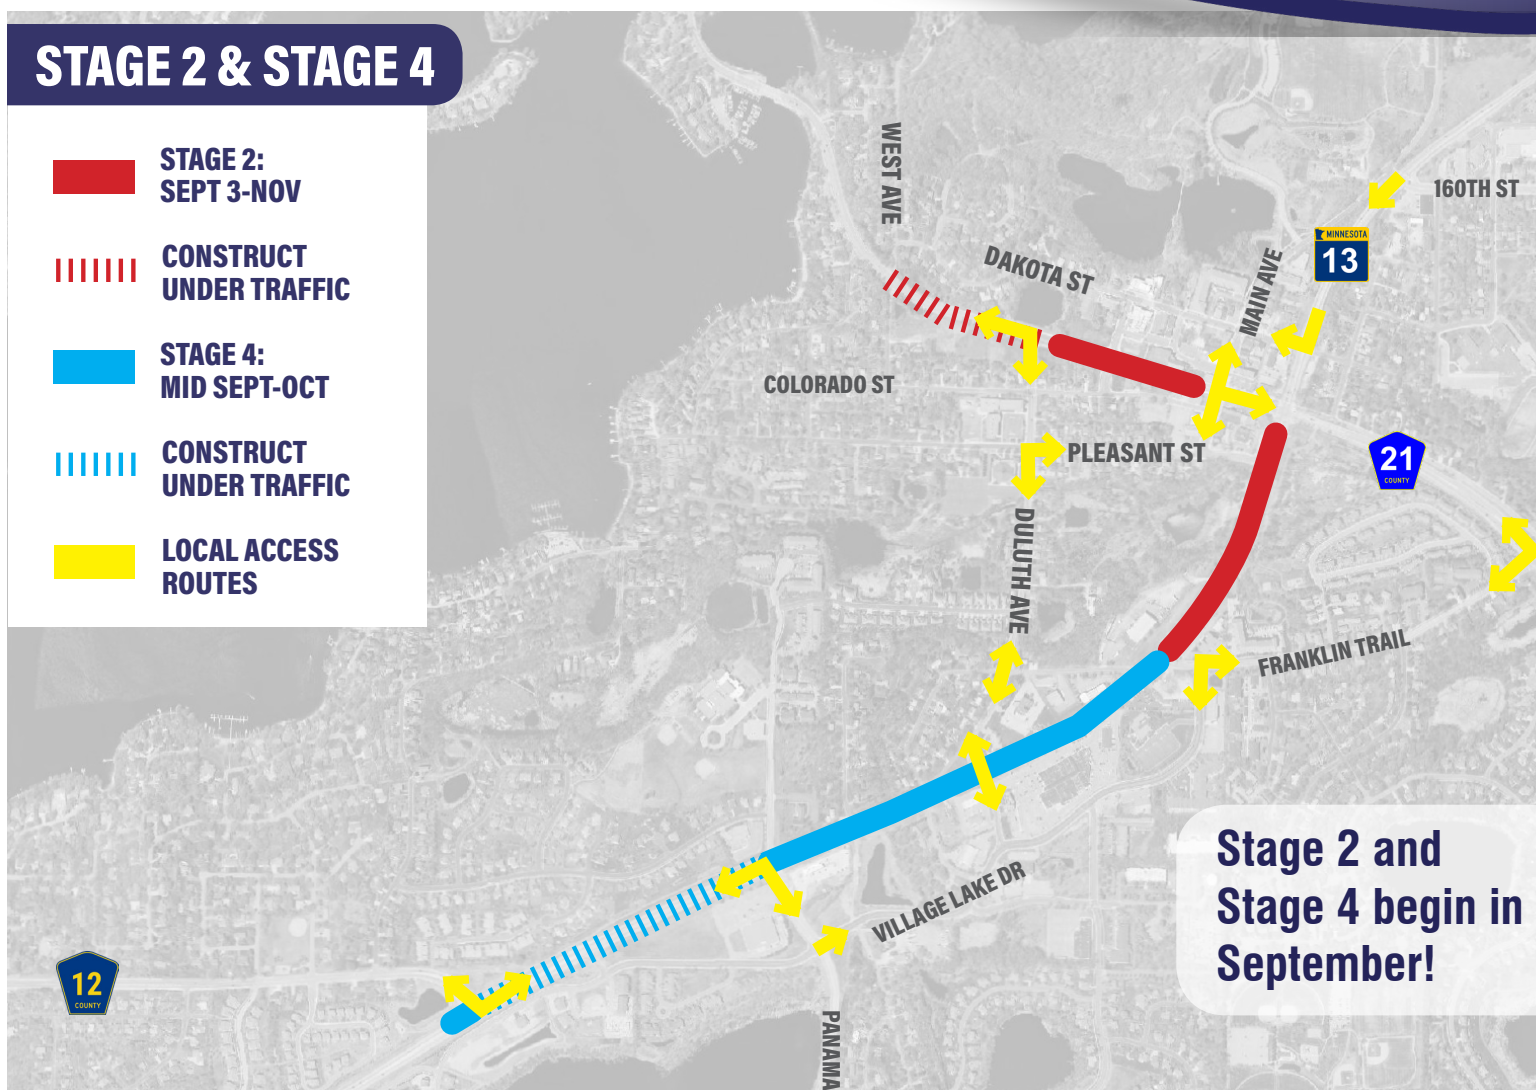 STAGE 2 & STAGE 4
STAGE 2:
SEPT 3-NOV
CONSTRUCT
UNDER TRAFFIC
STAGE 4:
MID SEPT-OCT
CONSTRUCT
UNDER TRAFFIC
LOCAL ACCESS
ROUTES
WEST AVE
160TH ST
MINNESOTA
13
DAKOTA ST
MAIN AVE
COLORADO ST
PLEASANT ST
21
COUNTY
DULUTH AVE
FRANKLIN TRAIL
VILLAGE LAKE DR
12
COUNTY
PANAMA
Stage 2 and
Stage 4 begin in
September!